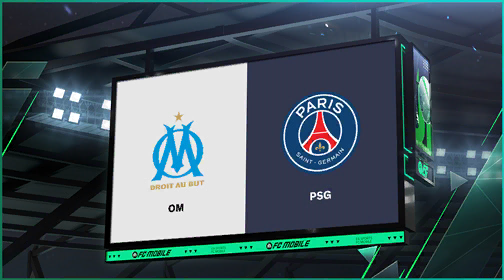 DROIT AU BUT
OM
PARIS
SAINT-GERMAIN
PSG
FC MOBILE
FC MOBILE